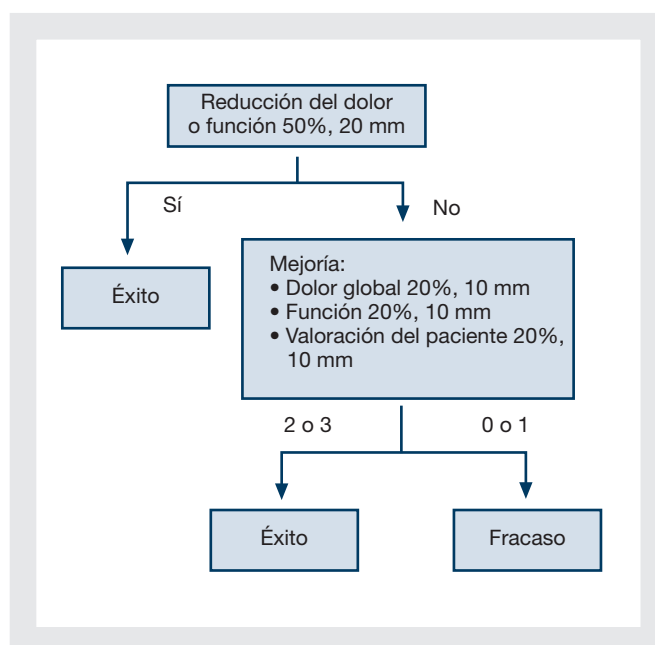 Reducción del dolor
o función 50%, 20 mm
Sí
No
Éxito
Mejoría:
• Dolor global 20%, 10 mm
• Función 20%, 10 mm
• Valoración del paciente 20%,
10 mm
2 o 3
0 o 1
Éxito
Fracaso